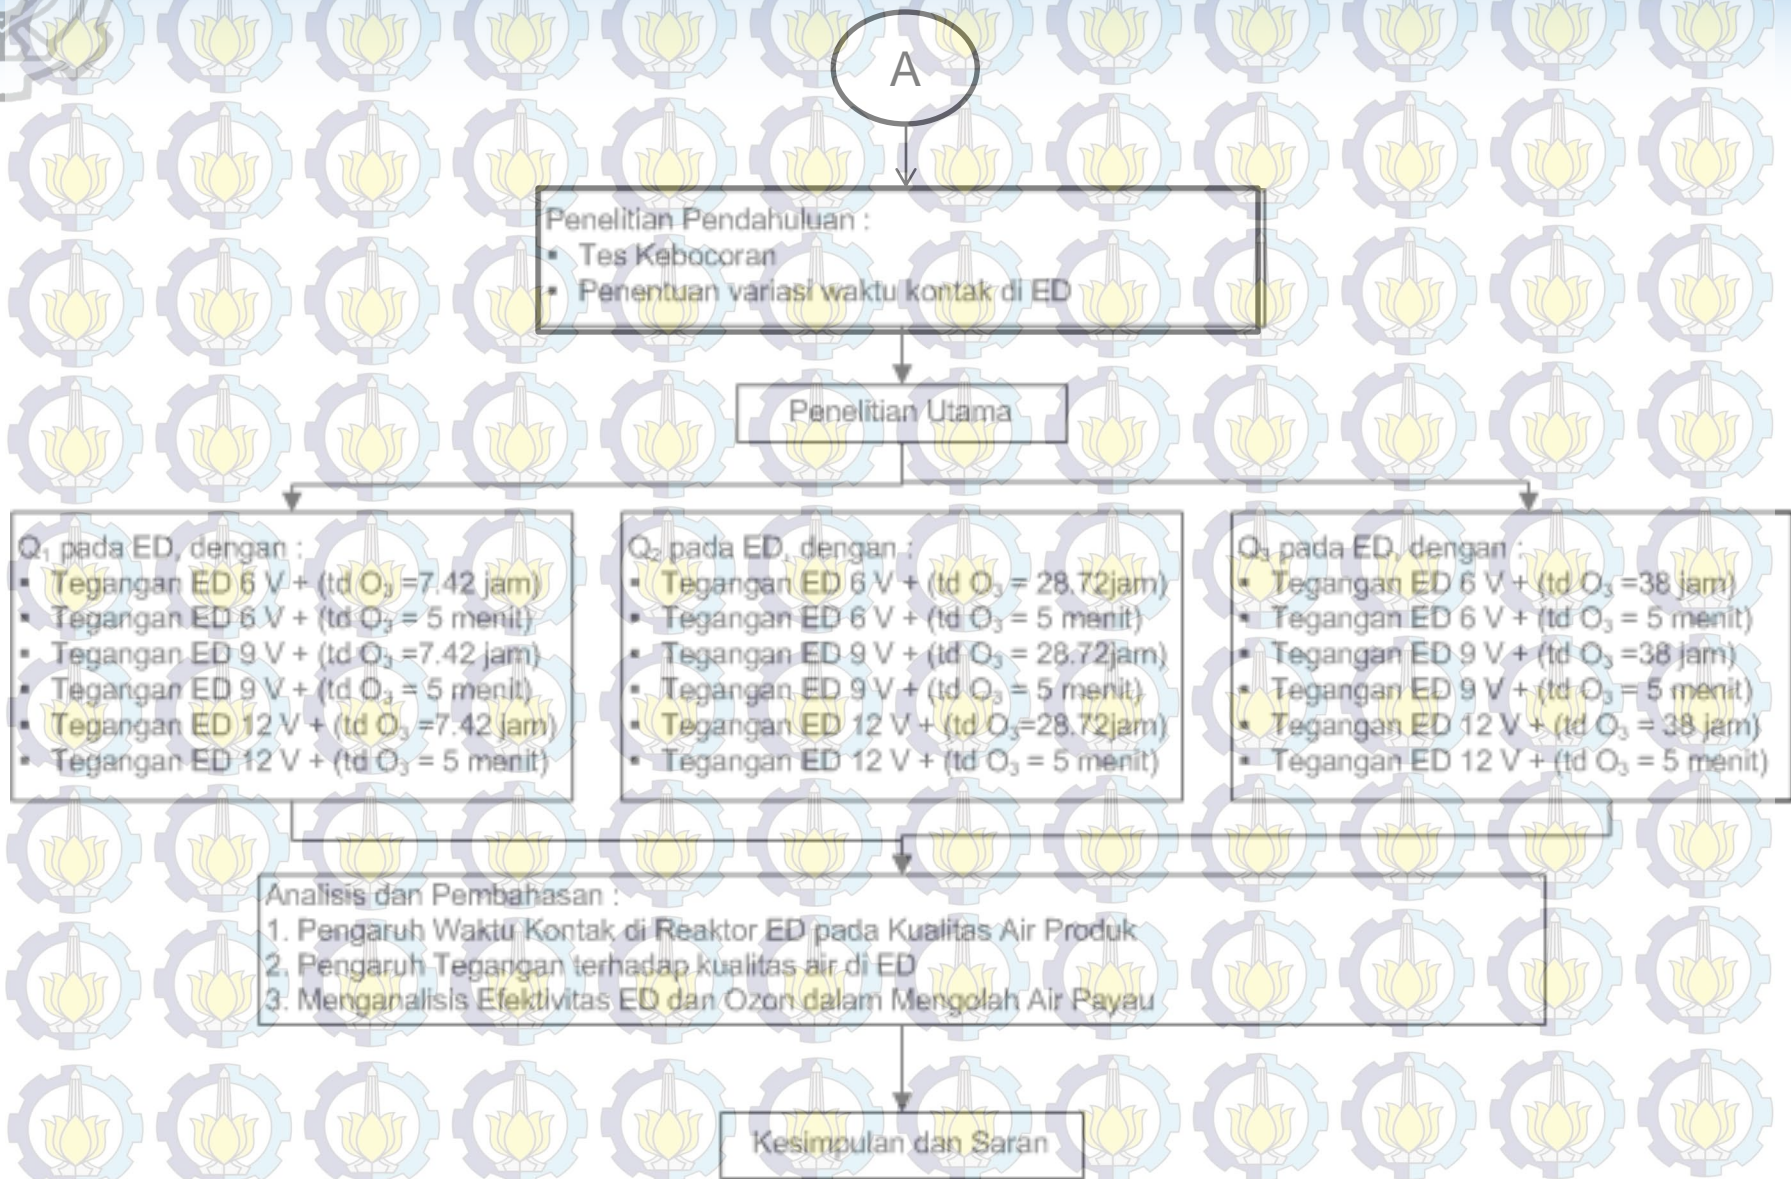 A
Penelitian Pendahuluan :
▪ Tes Kebocoran
▪ Penentuan variasi waktu kontak di ED
Penelitian Utama
Q₁ pada ED, dengan :
▪ Tegangan ED 6 V + (td O₃ =7.42 jam)
▪ Tegangan ED 6 V + (td O₃ = 5 menit)
▪ Tegangan ED 9 V + (td O₃ =7.42 jam)
▪ Tegangan ED 9 V + (td O₃ = 5 menit)
▪ Tegangan ED 12 V + (td O₃ =7.42 jam)
▪ Tegangan ED 12 V + (td O₃ = 5 menit)
Q₂ pada ED, dengan :
▪ Tegangan ED 6 V + (td O₃ = 28.72jam)
▪ Tegangan ED 6 V + (td O₃ = 5 menit)
▪ Tegangan ED 9 V + (td O₃ = 28.72jam)
▪ Tegangan ED 9 V + (td O₃ = 5 menit)
▪ Tegangan ED 12 V + (td O₃=28.72jam)
▪ Tegangan ED 12 V + (td O₃ = 5 menit)
Q₃ pada ED, dengan :
▪ Tegangan ED 6 V + (td O₃ =38 jam)
▪ Tegangan ED 6 V + (td O₃ = 5 menit)
▪ Tegangan ED 9 V + (td O₃ =38 jam)
▪ Tegangan ED 9 V + (td O₃ = 5 menit)
▪ Tegangan ED 12 V + (td O₃ = 38 jam)
▪ Tegangan ED 12 V + (td O₃ = 5 menit)
Analisis dan Pembahasan :
1. Pengaruh Waktu Kontak di Reaktor ED pada Kualitas Air Produk
2. Pengaruh Tegangan terhadap kualitas air di ED
3. Menganalisis Efektivitas ED dan Ozon dalam Mengolah Air Payau
Kesimpulan dan Saran